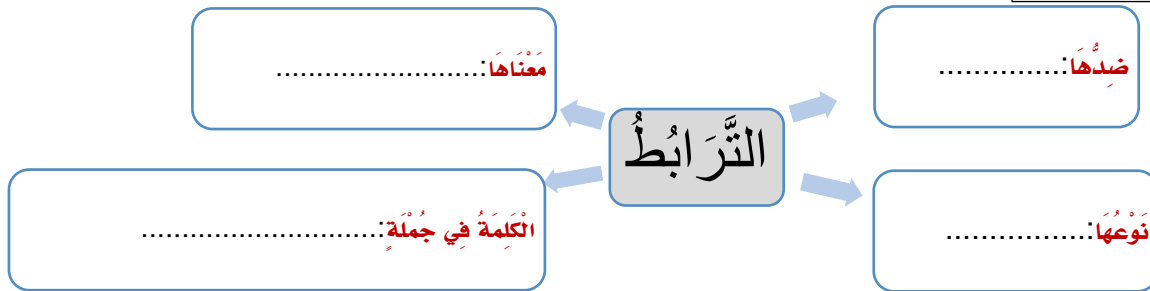 ضِدُّهَا:..............
مَعْنَاهَا:.........................
التَّرَابُطُ
نَوْعُهَا:................
الْكَلِمَةُ فِي جُمْلَةٍ:............................